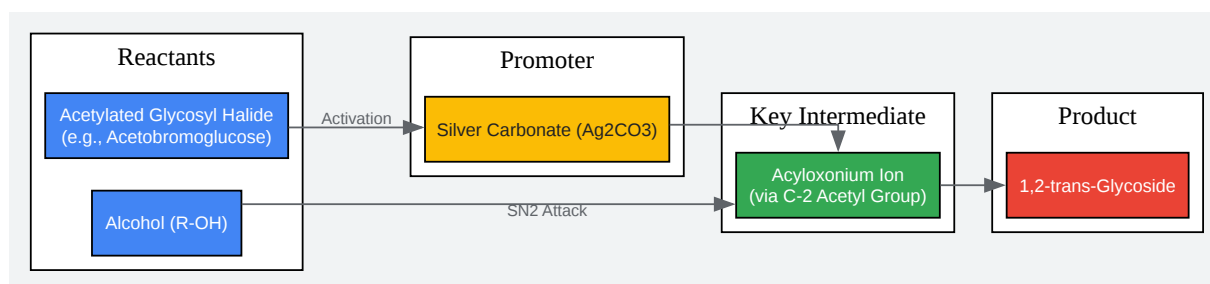 Reactants
Acetylated Glycosyl Halide
(e.g., Acetobromoglucose)
Alcohol (R-OH)
Activation
SN2 Attack
Promoter
Silver Carbonate (Ag2CO3)
Key Intermediate
Acyloxonium Ion
(via C-2 Acetyl Group)
Product
1,2-trans-Glycoside